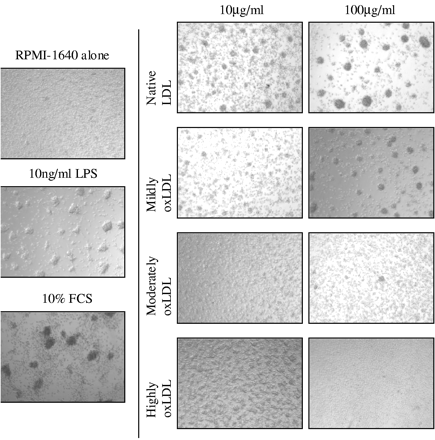 10µg/ml 100µg/ml
RPMI-1640 alone
10ng/ml LPS
10% FCS
Native
LDL
Mildly
oxLDL
Moderately
oxLDL
Highly
oxLDL